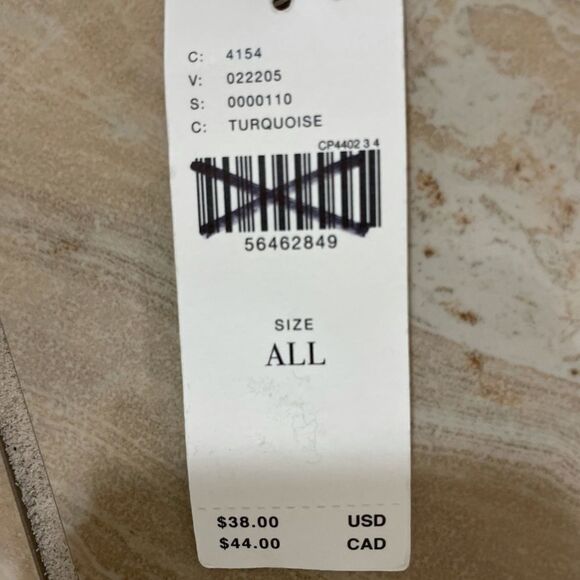 C: 4154
V: 022205
S: 0000110
C: TURQUOISE
CP4402 3 4
56462849
SIZE
ALL
$38.00 USD
$44.00 CAD